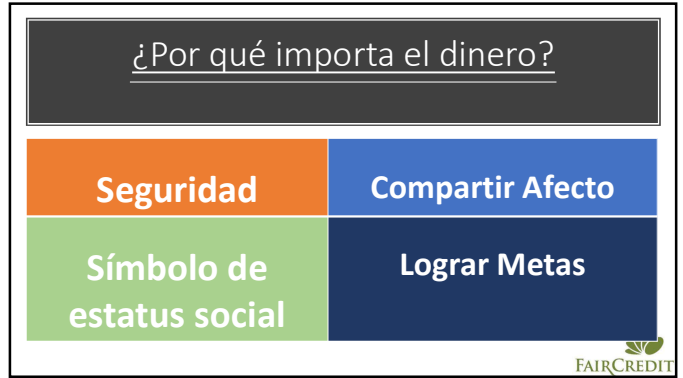 ¿Por qué importa el dinero?
Seguridad
Compartir Afecto
Símbolo de
estatus social
Lograr Metas
FAIRCREDIT